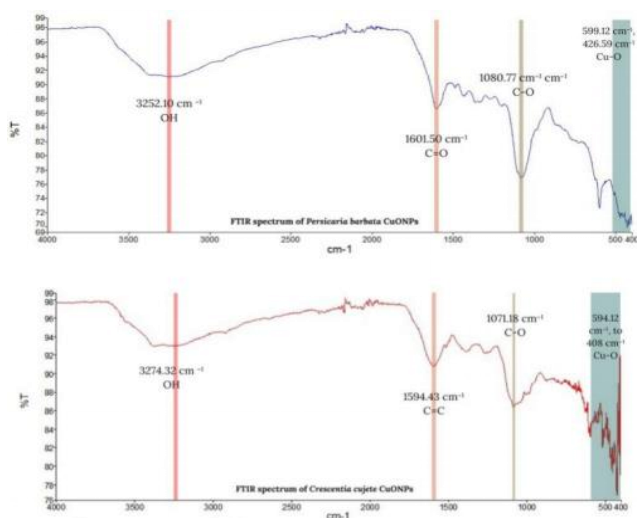 99
98
96
94
92
90
88
86
84
82
80
78
76
74
72
70
69
%T
3252.10 cm ⁻¹
OH
1601.50 cm⁻¹
C=O
1080.77 cm⁻¹ cm⁻¹
C-O
599.12 cm⁻¹,
426.59 cm⁻¹
Cu-O
FTIR spectrum of Persicaria barbata CuONPs
4000 3500 3000 2500 2000 1500 1000 500 400
cm-1
99
98
96
94
92
90
88
86
84
82
80
78
76
%T
3274.32 cm ⁻¹
OH
1594.43 cm⁻¹
C=C
1071.18 cm⁻¹
C-O
594.12
cm⁻¹, to
408 cm⁻¹
Cu-O
FTIR spectrum of Crescentia cujete CuONPs
4000 3500 3000 2500 2000 1500 1000 500 400
cm-1